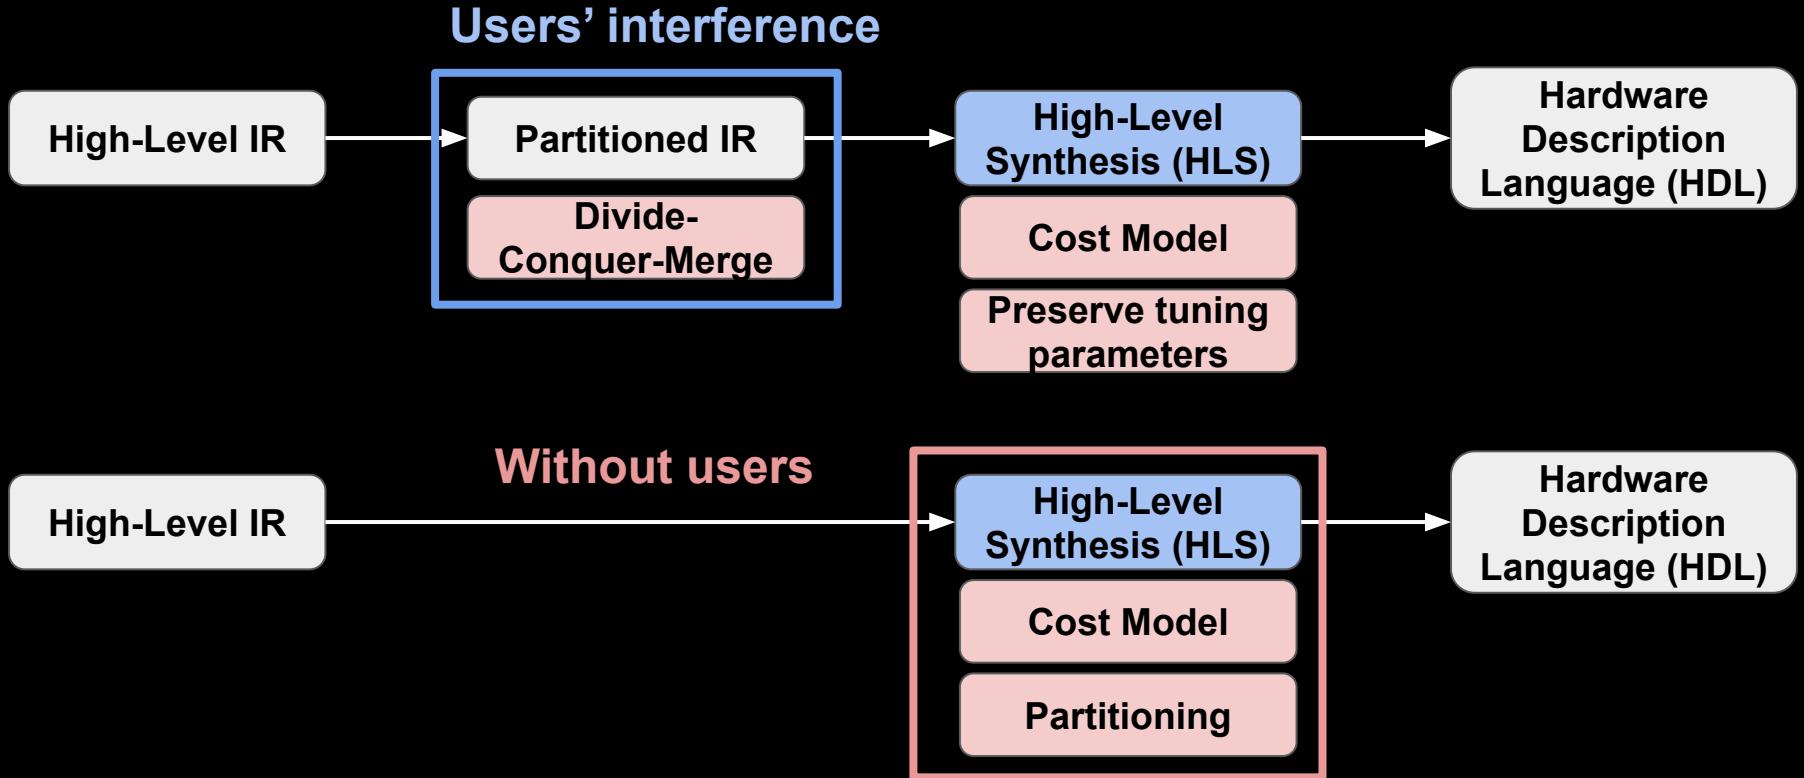 Users’ interference
High-Level IR
Partitioned IR
Divide-
Conquer-Merge
High-Level
Synthesis (HLS)
Cost Model
Preserve tuning
parameters
Hardware
Description
Language (HDL)
Without users
High-Level IR
High-Level
Synthesis (HLS)
Cost Model
Partitioning
Hardware
Description
Language (HDL)